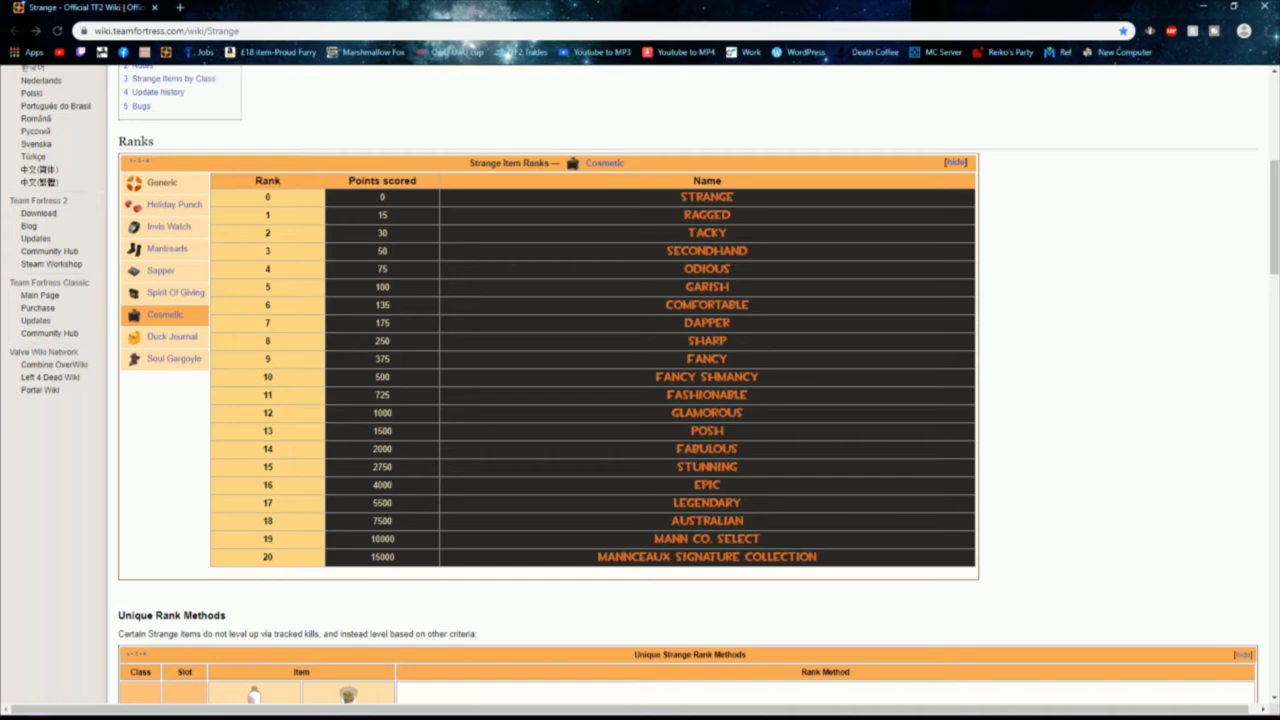 Strange - Official TF2 Wiki | Offic
wiki.teamfortress.com/wiki/Strange
Apps Jobs £18 item-Proud Furry Marshmallow Fox OwO UwU cup TF2 Trades Youtube to MP3 Youtube to MP4 Work WordPress Death Coffee MC Server Reiko's Party Ref New Computer
Nederlands
Polski
Português do Brasil
Română
Русский
Svenska
Türkçe
中文(简体)
中文(繁體)
Team Fortress 2
Download
Blog
Updates
Community Hub
Steam Workshop
Team Fortress Classic
Main Page
Purchase
Updates
Community Hub
Valve Wiki Network
Combine OverWiki
Left 4 Dead Wiki
Portal Wiki
2 Notes
3 Strange items by Class
4 Update history
5 Bugs
Ranks
Strange Item Ranks — Cosmetic [hide]
Generic
Holiday Punch
Invis Watch
Mantreads
Sapper
Spirit Of Giving
Cosmetic
Duck Journal
Soul Gargoyle
Rank Points scored Name
0 0 STRANGE
1 15 RAGGED
2 30 TACKY
3 50 SECONDHAND
4 75 ODIOUS
5 100 GARISH
6 135 COMFORTABLE
7 175 DAPPER
8 250 SHARP
9 375 FANCY
10 500 FANCY SHMANCY
11 725 FASHIONABLE
12 1000 GLAMOROUS
13 1500 POSH
14 2000 FABULOUS
15 2750 STUNNING
16 4000 EPIC
17 5500 LEGENDARY
18 7500 AUSTRALIAN
19 10000 MANN CO. SELECT
20 15000 MANNCEAUX SIGNATURE COLLECTION
Unique Rank Methods
Certain Strange items do not level up via tracked kills, and instead level based on other criteria:
Unique Strange Rank Methods [hide]
Class Slot Item Rank Method